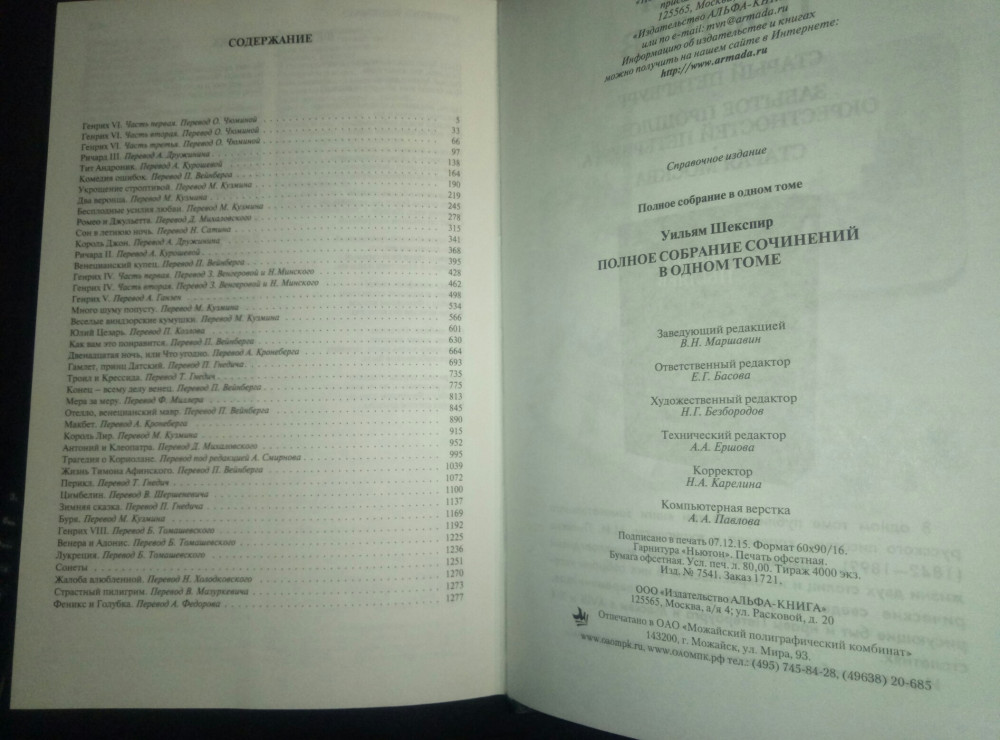 СОДЕРЖАНИЕ
Генрих VI. Часть первая. Перевод О. Чюминой 5
Генрих VI. Часть вторая. Перевод О. Чюминой 31
Генрих VI. Часть третья. Перевод О. Чюминой 66
Ричард III. Перевод А. Дружинина 97
Тит Андроник. Перевод А. Курошевой 138
Комедия ошибок. Перевод П. Вейнберга 164
Укрощение строптивой. Перевод М. Кузмина 190
Два веронца. Перевод М. Кузмина 219
Бесплодные усилия любви. Перевод М. Кузмина 245
Ромео и Джульетта. Перевод Д. Михаловского 278
Сон в летнюю ночь. Перевод Н. Сатина 315
Король Джон. Перевод А. Дружинина 341
Ричард II. Перевод А. Курошевой 368
Венецианский купец. Перевод П. Вейнберга 395
Генрих IV. Часть первая. Перевод З. Венгеровой и Н.Минского 428
Генрих IV. Часть вторая. Перевод З. Венгеровой и Н. Минского 462
Генрих V. Перевод А. Ганзен 498
Много шуму попусту. Перевод М. Кузмина 534
Веселые виндзорские кумушки. Перевод М. Кузмина 566
Юлий Цезарь. Перевод П. Козлова 601
Как вам это понравится. Перевод П. Вейнберга 630
Двенадцатая ночь, или Что угодно. Перевод А. Кронеберга 664
Гамлет, принц Датский. Перевод П. Гнедича 693
Троил и Крессида. Перевод Т. Гнедич 735
Конец – всему делу венец. Перевод П. Вейнберга 775
Мера за меру. Перевод Ф. Миллера 813
Отелло, венецианский мавр. Перевод П. Вейнберга 845
Макбет. Перевод А. Кронеберга 890
Король Лир. Перевод М. Кузмина 915
Антоний и Клеопатра. Перевод Д. Михаловского 952
Трагедия о Кориолане. Перевод под редакцией А. Смирнова 995
Жизнь Тимона Афинского. Перевод П. Вейнберга 1039
Перикл. Перевод Т. Гнедич 1072
Цимбелин. Перевод В. Шершеневича 1100
Зимняя сказка. Перевод П. Гнедича 1137
Буря. Перевод М. Кузмина 1169
Генрих VIII. Перевод Б. Томашевского 1192
Венера и Адонис. Перевод Б. Томашевского 1225
Лукреция. Перевод Б. Томашевского 1236
Сонеты 1251
Жалоба влюбленной. Перевод Н. Холодковского 1270
Страстный пилигрим. Перевод В. Мазуркевича 1273
Феникс и Голубка. Перевод А. Федорова 1277
125565, Москва
«Издательство АЛЬФА-КНИГА
или по e-mail: mvn@armada.ru
Информацию об издательстве и книгах
можно получить на нашем сайте в Интернете:
http://www.armada.ru
Справочное издание
Полное собрание в одном томе
Уильям Шекспир
ПОЛНОЕ СОБРАНИЕ СОЧИНЕНИЙ
В ОДНОМ ТОМЕ
Заведующий редакцией
В.Н. Маршавин
Ответственный редактор
Е.Г. Басова
Художественный редактор
Н.Г. Безбородов
Технический редактор
А.А. Ершова
Корректор
Н.А. Карелина
Компьютерная верстка
А. А. Павлова
Подписано в печать 07.12.15. Формат 60х90/16.
Гарнитура «Ньютон». Печать офсетная.
Бумага офсетная. Усл. печ. л. 80,00. Тираж 4000 экз.
Изд. № 7541. Заказ 1721.
ООО «Издательство АЛЬФА-КНИГА»
125565, Москва, а/я 4; ул. Расковой, д. 20
Отпечатано в ОАО «Можайский полиграфический комбинат»
143200, г. Можайск, ул. Мира, 93.
www.oaompk.ru, www.оаомпк.рф тел.: (495) 745-84-28, (49638) 20-685